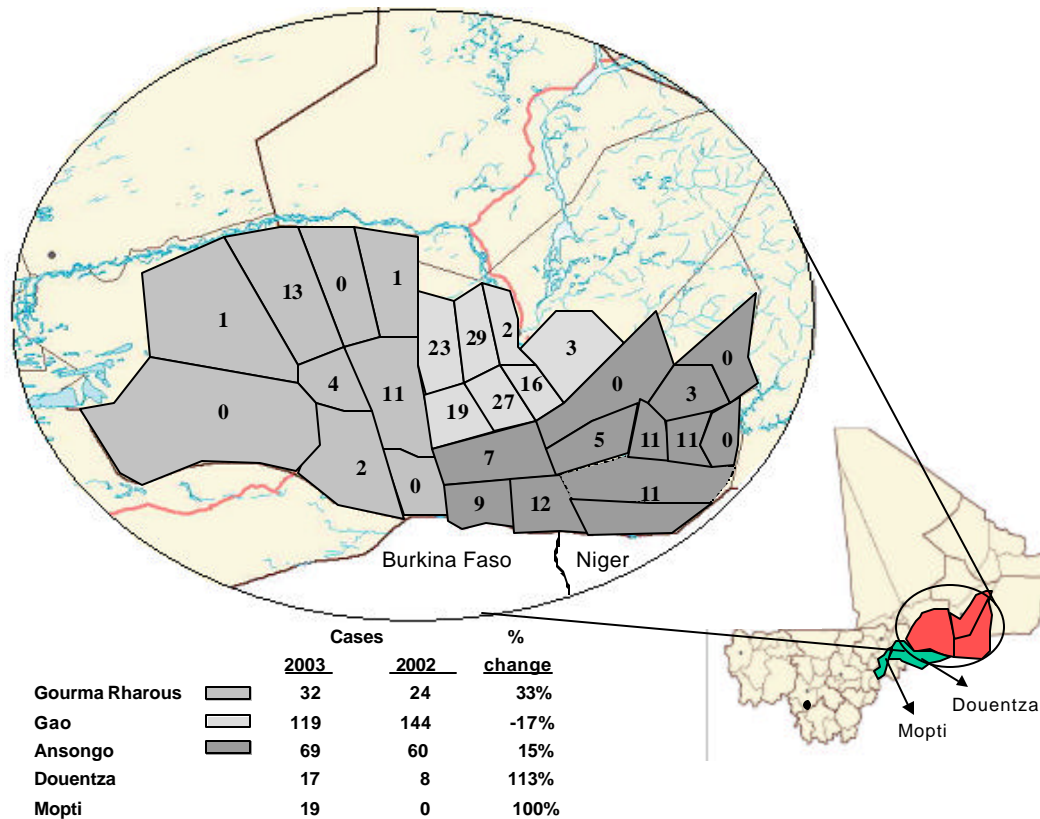 13
0
1
1
2
29
23
3
0
16
0
4
3
11
27
0
19
5
11
11
0
7
2
0
11
9
12
Burkina Faso Niger
Cases %
2003 2002 change
Gourma Rharous 32 24 33%
Gao 119 144 -17%
Ansongo 69 60 15%
Douentza 17 8 113%
Mopti 19 0 100%
Douentza
Mopti